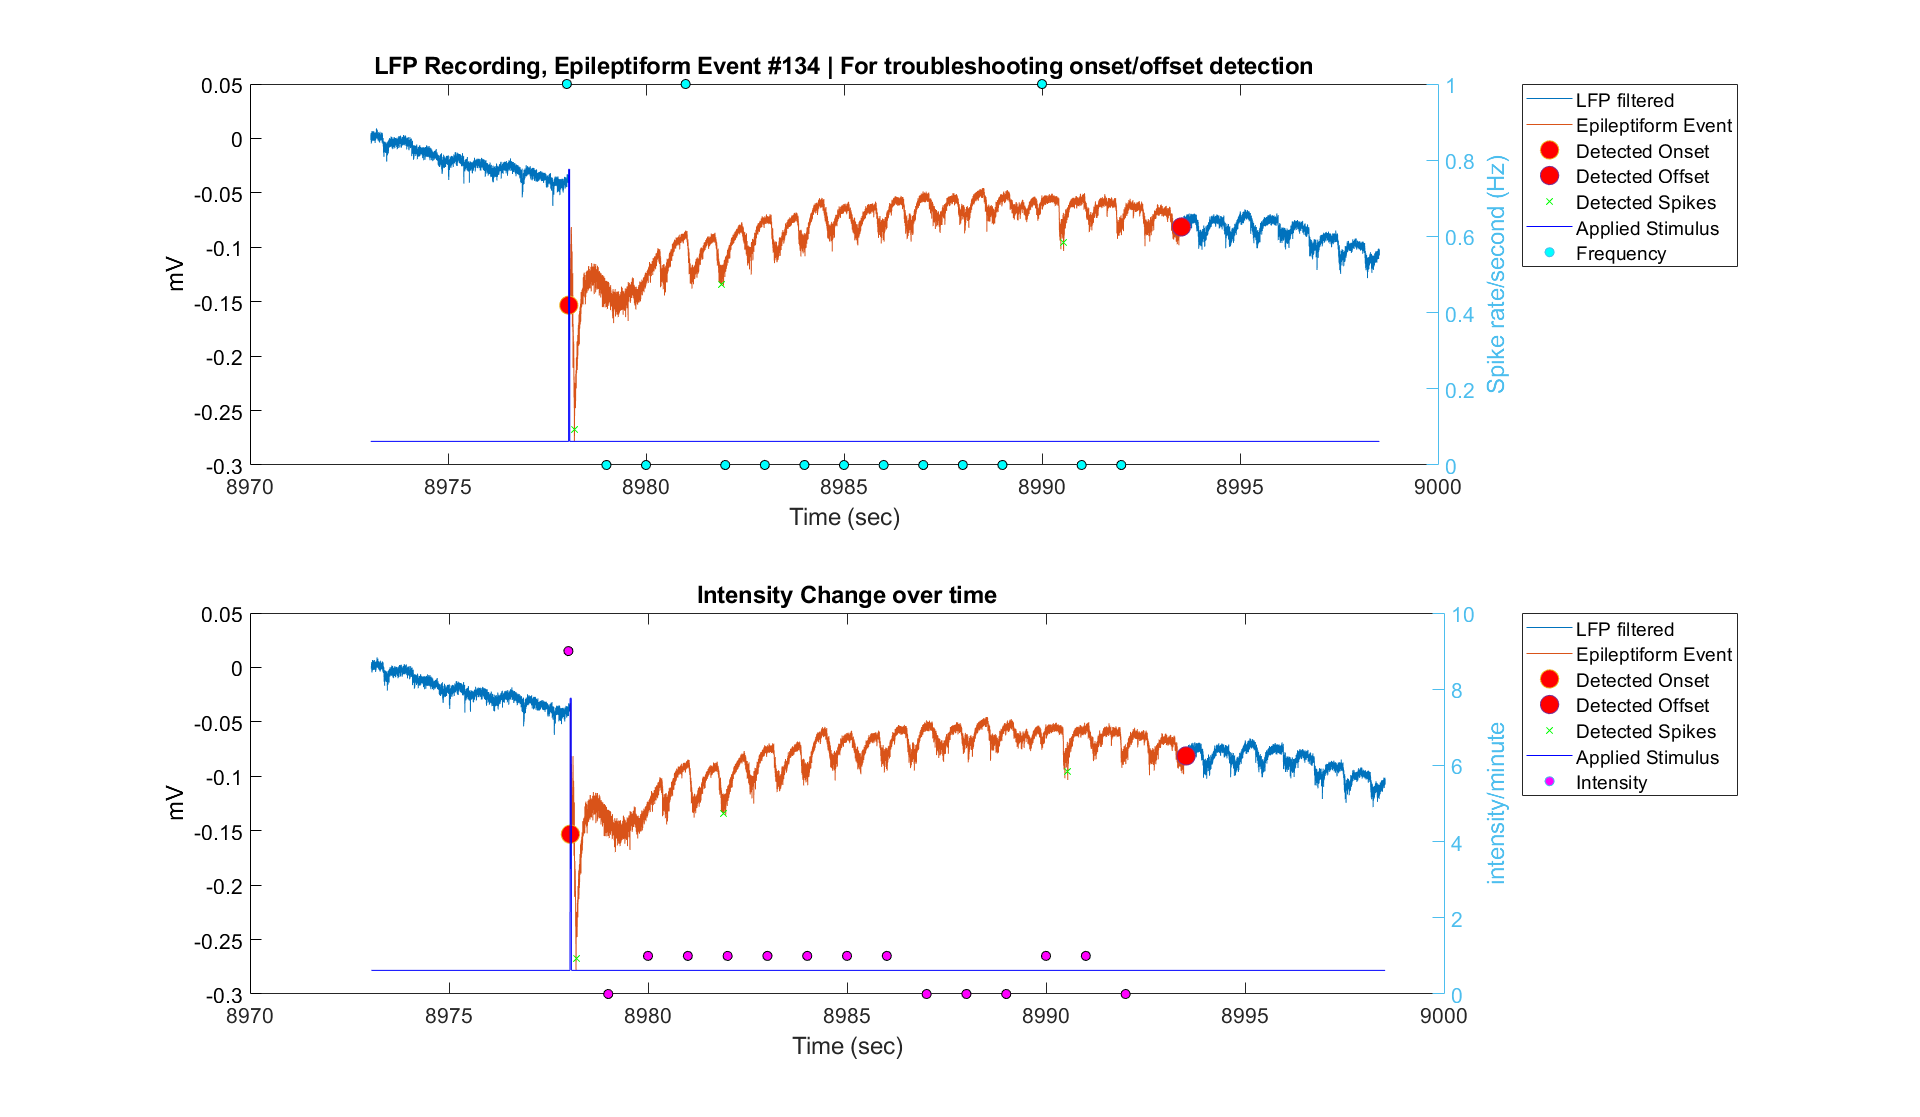 LFP Recording, Epileptiform Event #134 | For troubleshooting onset/offset detection
0.05
0
-0.05
-0.1
-0.15
-0.2
-0.25
-0.3
mV
8970
8975
8980
8985
8990
8995
9000
Time (sec)
1
0.8
0.6
0.4
0.2
0
Spike rate/second (Hz)
LFP filtered
Epileptiform Event
Detected Onset
Detected Offset
Detected Spikes
Applied Stimulus
Frequency
Intensity Change over time
0.05
0
-0.05
-0.1
-0.15
-0.2
-0.25
-0.3
mV
8970
8975
8980
8985
8990
8995
9000
Time (sec)
10
8
6
4
2
0
intensity/minute
LFP filtered
Epileptiform Event
Detected Onset
Detected Offset
Detected Spikes
Applied Stimulus
Intensity